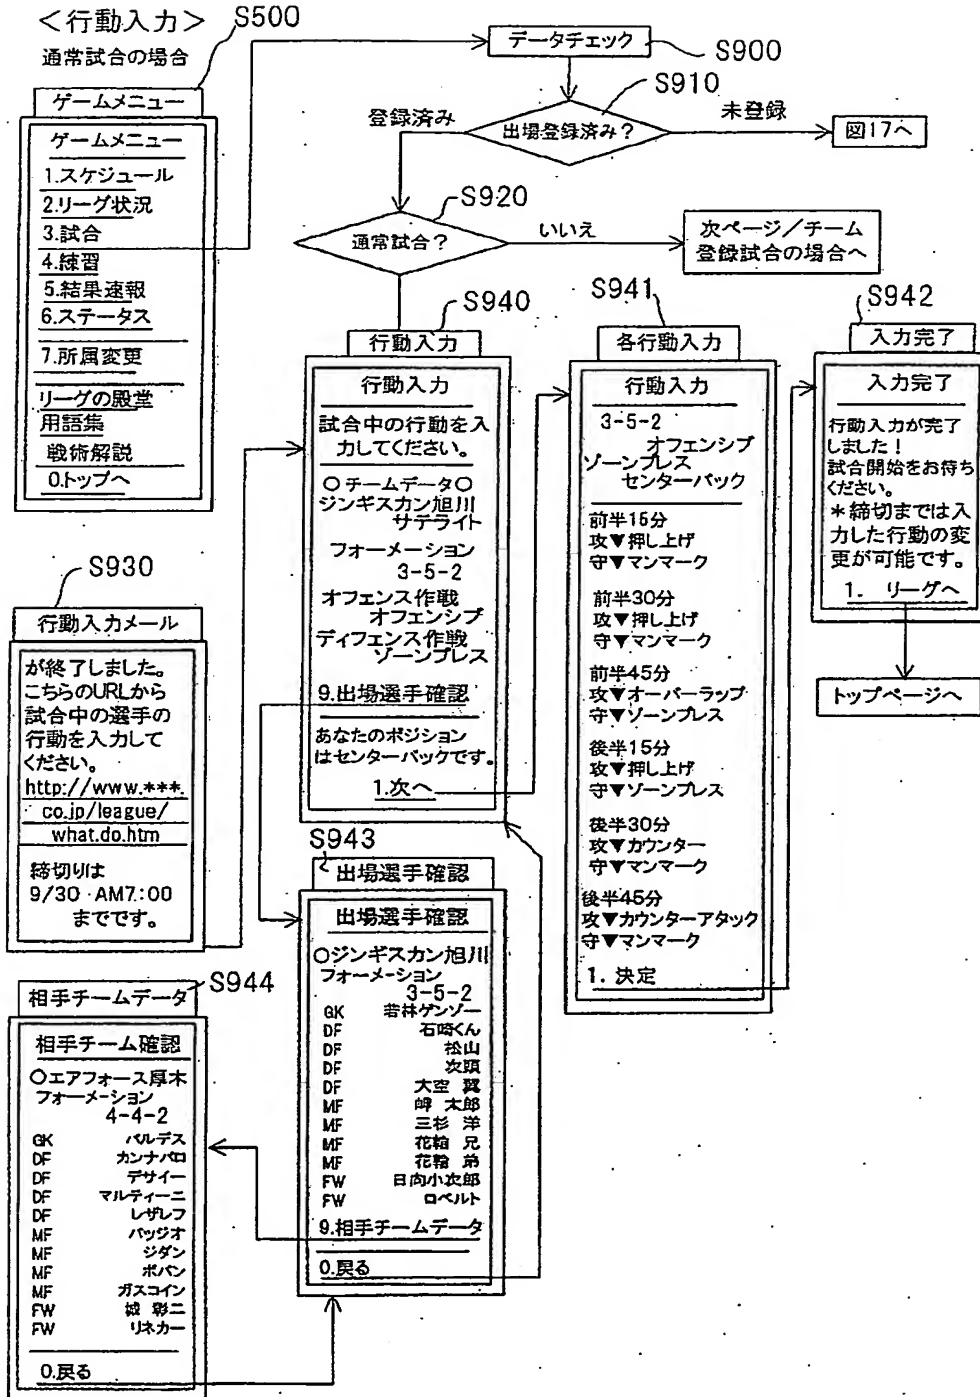 <行動入力>
通常試合の場合
S500
ゲームメニュー
ゲームメニュー
1.スケジュール
2.リーグ状況
3.試合
4.練習
5.結果速報
6.ステータス
7.所属変更
リーグの殿堂
用語集
戦術解説
0.トップへ
データチェック
S900
S910
出場登録済み?
登録済み
未登録
図17へ
S920
通常試合?
いいえ
次ページ/チーム
登録試合の場合へ
S930
行動入力メール
が終了しました。
こちらのURLから
試合中の選手の
行動を入力して
ください。
http://www.***.
co.jp/league/
what.do.htm
締切りは
9/30 AM7:00
までです。
S940
行動入力
行動入力
試合中の行動を入
力してください。
○チームデータ○
ジンギスカン旭川
サテライト
フォーメーション
3-5-2
オフェンス作戦
オフェンシブ
ディフェンス作戦
ゾーンプレス
9.出場選手確認
あなたのポジション
はセンターバックです。
1.次へ
S941
各行動入力
行動入力
3-5-2
オフェンシブ
ゾーンプレス
センターバック
前半15分
攻▼押し上げ
守▼マンマーク
前半30分
攻▼押し上げ
守▼マンマーク
前半45分
攻▼オーバーラップ
守▼ゾーンプレス
後半15分
攻▼押し上げ
守▼ゾーンプレス
後半30分
攻▼カウンター
守▼マンマーク
後半45分
攻▼カウンターアタック
守▼マンマーク
1. 決定
S942
入力完了
入力完了
行動入力が完了
しました!
試合開始をお待ち
ください。
*締切までは入
力した行動の変
更が可能です。
1. リーグへ
トップページへ
S943
出場選手確認
出場選手確認
○ジンギスカン旭川
フォーメーション
3-5-2
GK 若林ゲンゾー
DF 石崎くん
DF 松山
DF 次頭
DF 大空 翼
MF 岬 太郎
MF 三杉 洋
MF 花輪 兄
MF 花輪 弟
FW 日向小次郎
FW ロベルト
9.相手チームデータ
0.戻る
S944
相手チームデータ
相手チーム確認
○エアフォース厚木
フォーメーション
4-4-2
GK バルデス
DF カンナバロ
DF デサイー
DF マルティーニ
DF レザレフ
MF バッジオ
MF ジダン
MF ボバン
MF ガスコイン
FW 城 彰二
FW リネカー
0.戻る